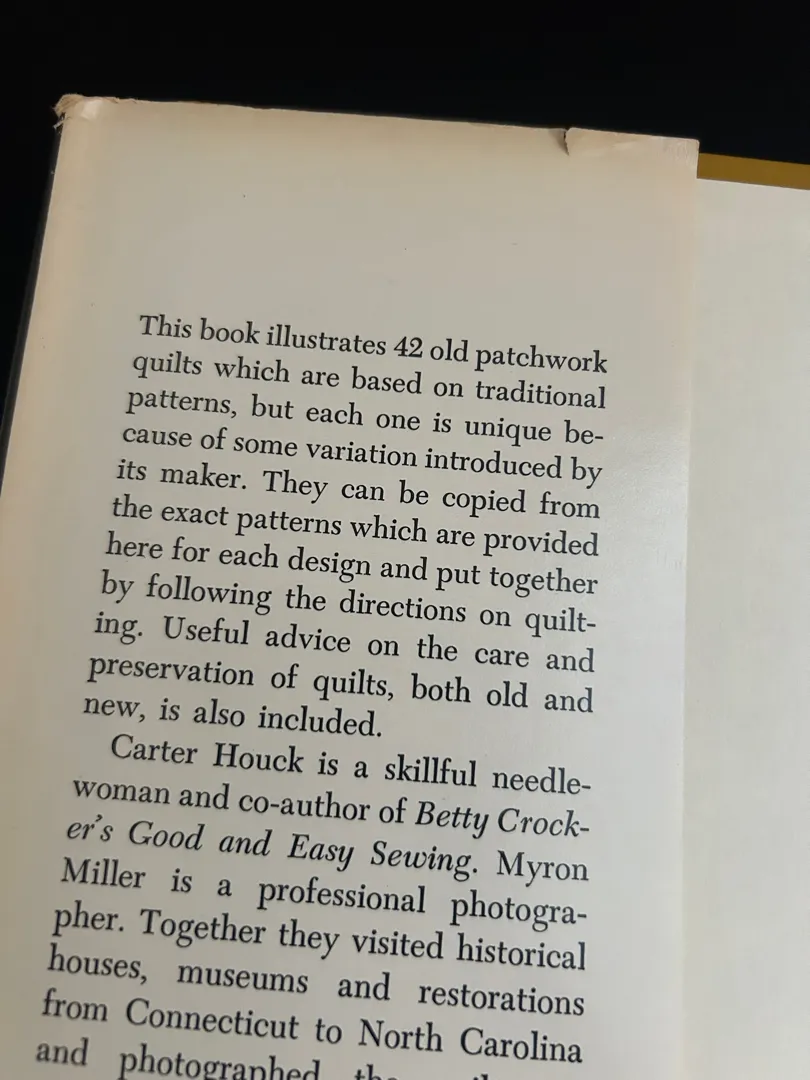 This book illustrates 42 old patchwork
quilts which are based on traditional
patterns, but each one is unique be-
cause of some variation introduced by
its maker. They can be copied from
the exact patterns which are provided
here for each design and put together
by following the directions on quilt-
ing. Useful advice on the care and
preservation of quilts, both old and
new, is also included.
Carter Houck is a skillful needle-
woman and co-author of Betty Crock-
er's Good and Easy Sewing. Myron
Miller is a professional photogra-
pher. Together they visited historical
houses, museums and restorations
from Connecticut to North Carolina
and photographed